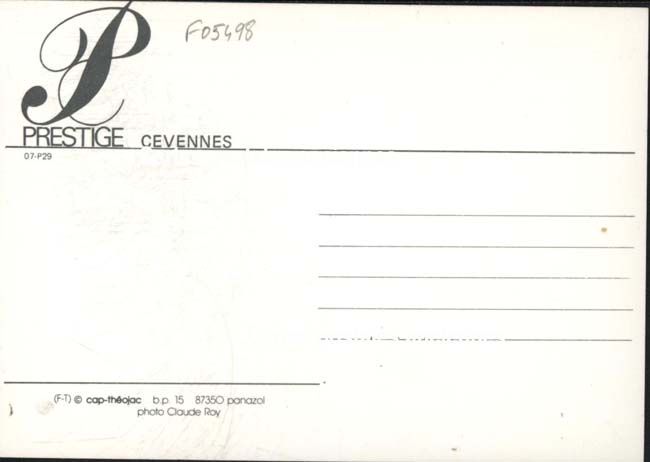 F05498
P
PRESTIGE CEVENNES
07-P29
(F-T) © cap-théojac b.p. 15 87350 panazol
photo Claude Roy